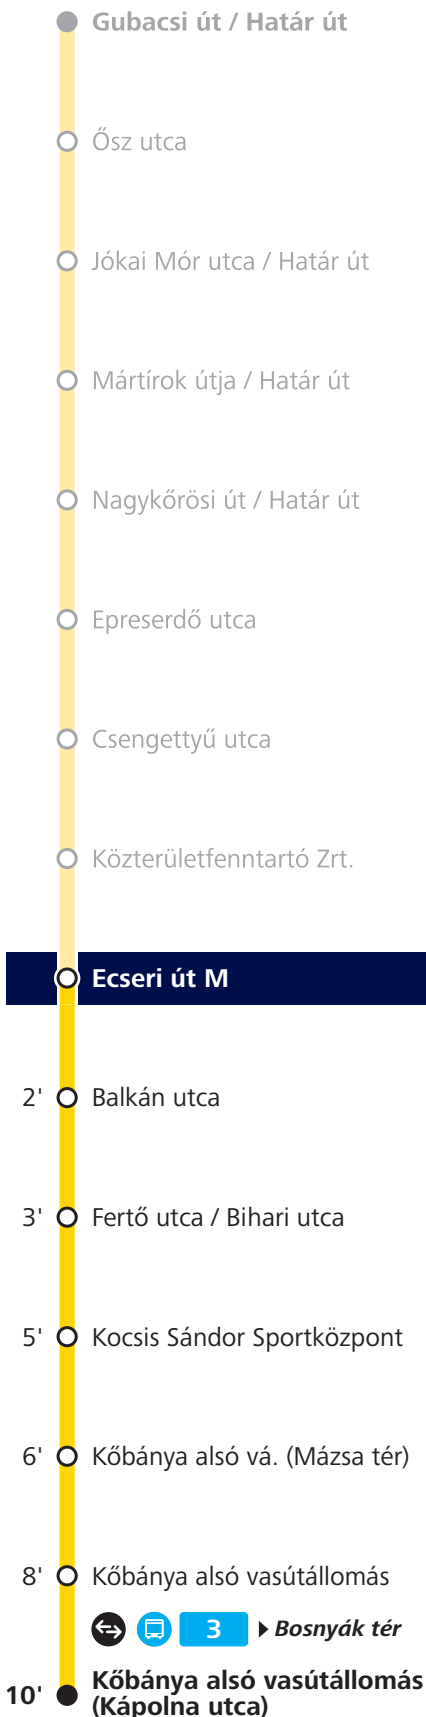 Gubacsi út / Határ út
Ősz utca
Jókai Mór utca / Határ út
Mártírok útja / Határ út
Nagykőrösi út / Határ út
Epreserdő utca
Csengettyű utca
Közterületfenntartó Zrt.
Ecseri út M
2' Balkán utca
3' Fertő utca / Bihari utca
5' Kocsis Sándor Sportközpont
6' Kőbánya alsó vá. (Mázsa tér)
8' Kőbánya alsó vasútállomás
3 Bosnyák tér
10' Kőbánya alsó vasútállomás
(Kápolna utca)